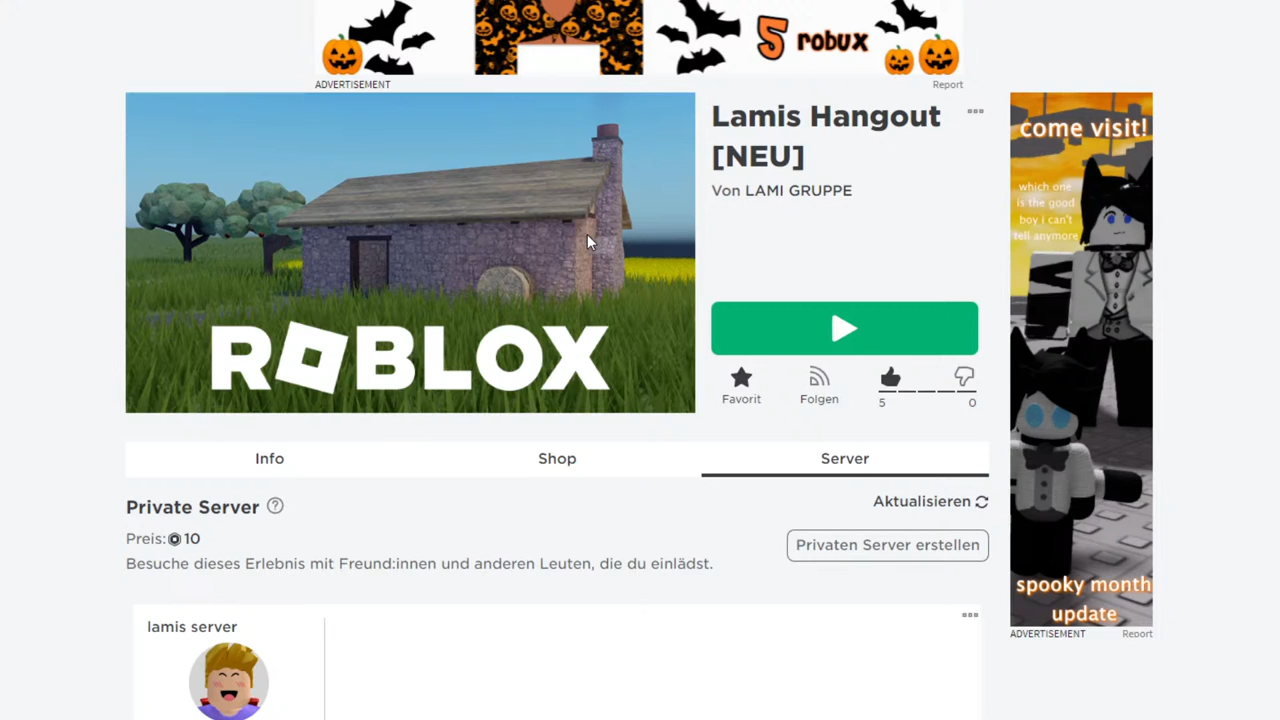 5 robux
ADVERTISEMENT
Report
Lamis Hangout
[NEU]
Von LAMI GRUPPE
come visit!
which one
is the good
boy i can't
tell anymore
ROBLOX
Favorit
Folgen
5
0
Info
Shop
Server
Private Server
Aktualisieren
Preis: 10
Privaten Server erstellen
Besuche dieses Erlebnis mit Freund:innen und anderen Leuten, die du einlädst.
spooky month
update
ADVERTISEMENT
Report
lamis server